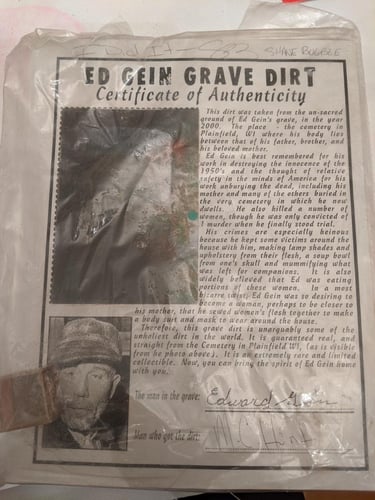 I Did It SHANE BUGBEE
ED GEIN GRAVE DIRT
Certificate of Authenticity
This dirt was taken from the un-sacred
ground of Ed Gein's grave, in the year
2000. The place - the cemetery in
Plainfield, WI where his body lies
between that of his father, brother, and
his beloved mother.
Ed Gein is best remembered for his
work in destroying the innocence of the
1950's and the thought of relative
safety in the minds of America for his
work unburying the dead, including his
mother and many of the others buried in
the very cemetery in which he now
dwells. He also killed a number of
women, though he was only convicted of
1 murder when he finally stood trial.
His crimes are especially heinous
because he kept some victims around the
house with him, making lamp shades and
upholstery from their flesh, a soup bowl
from one's skull and mummifying what
was left for companions. It is also
widely believed that Ed was eating
portions of these women. In a most
bizarre twist, Ed Gein was so desiring to
become a woman, perhaps to be closer to
his mother, that he sewed women's flesh together to make
a body suit and mask to wear around the house.
Therefore, this grave dirt is unarguably some of the
unholiest dirt in the world. It is guaranteed real, and
straight from the Cemetery in Plainfield WI, (as is visible
from the photo above). It is an extremely rare and limited
collectible. Now, you can bring the spirit of Ed Gein home
with you..
The man in the grave: Edward Gein
Man who got the dirt: